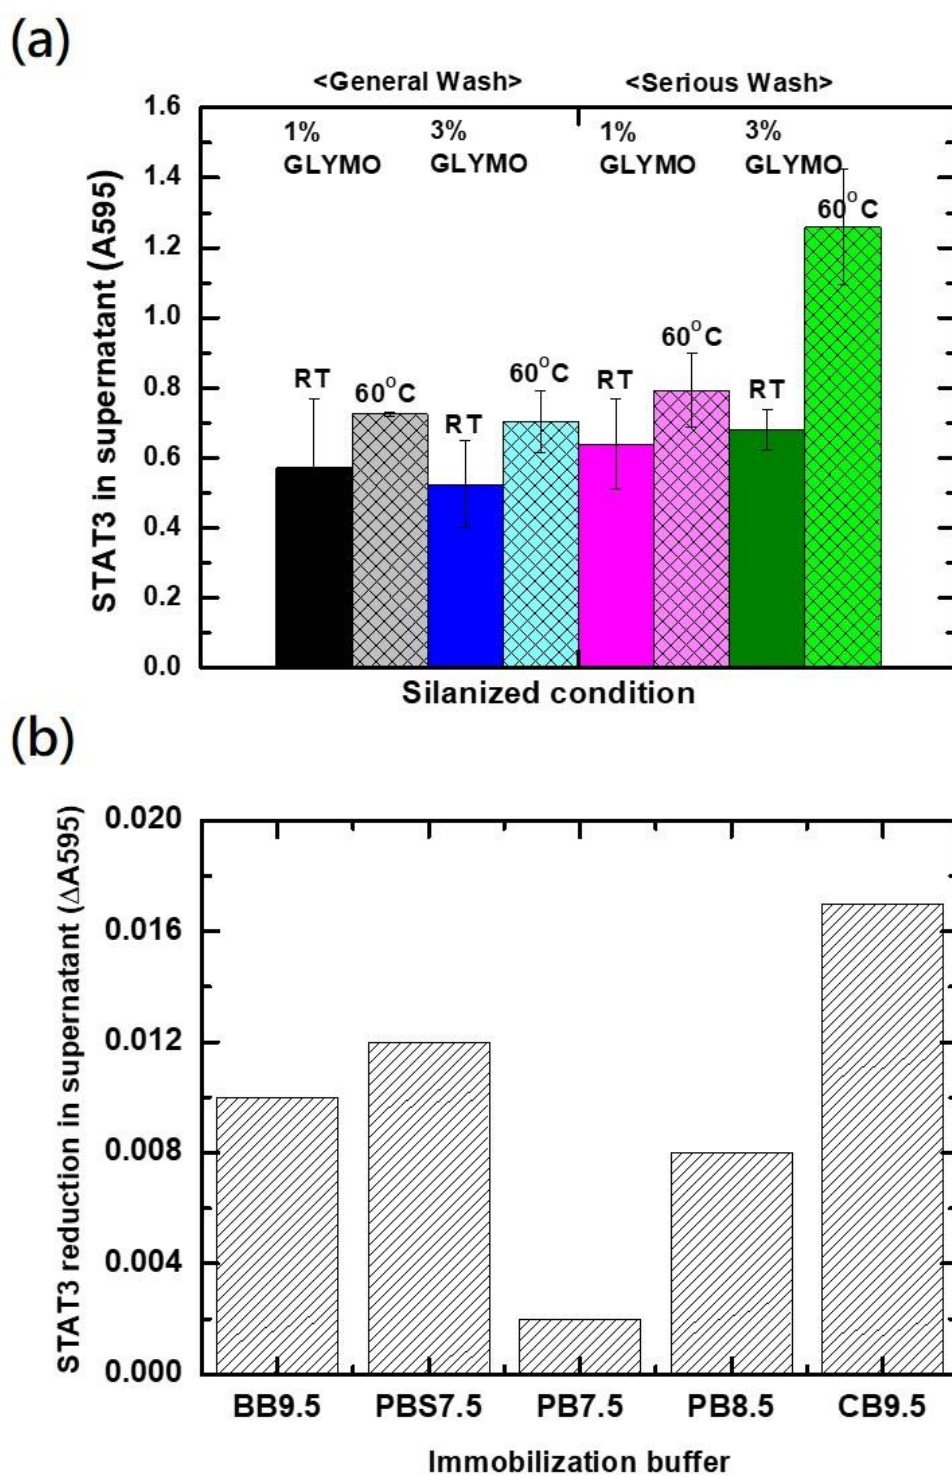 (a)
<General Wash> <Serious Wash>
1% 3% 1% 3%
GLYMO GLYMO GLYMO GLYMO
STAT3 in supernatant (A595)
1.6
1.4
1.2
1.0
0.8
0.6
0.4
0.2
0.0
RT 60°C RT 60°C RT 60°C RT 60°C
Silanized condition
(b)
STAT3 reduction in supernatant (ΔA595)
0.020
0.016
0.012
0.008
0.004
0.000
BB9.5 PBS7.5 PB7.5 PB8.5 CB9.5
Immobilization buffer